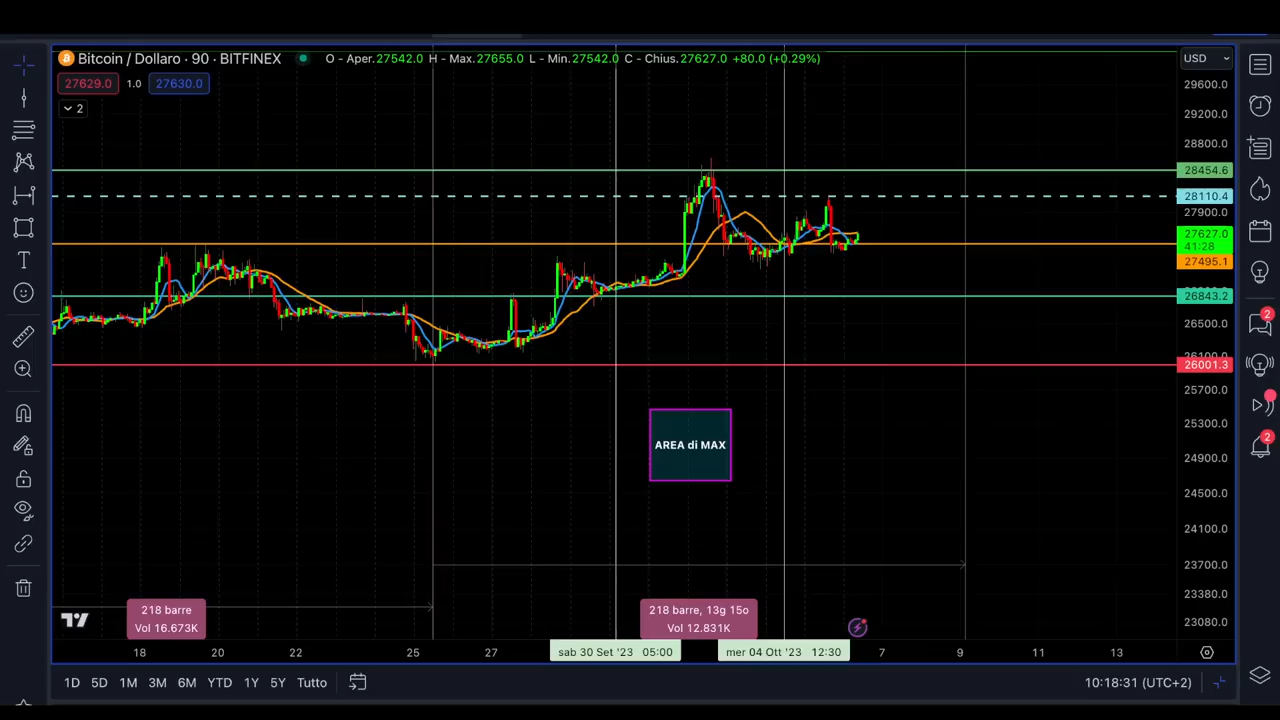 Bitcoin / Dollaro · 90 · BITFINEX O - Aper.27542.0 H - Max.27655.0 L - Min.27542.0 C - Chius.27627.0 +80.0 (+0.29%)
USD
27629.0 1.0 27630.0
2
29600.0
29200.0
28800.0
28454.6
28110.4
27900.0
27627.0
41:28
27495.1
26843.2
26500.0
26001.3
25700.0
25300.0
24900.0
24500.0
24100.0
23700.0
23380.0
23080.0
AREA di MAX
218 barre
Vol 16.673K
218 barre, 13g 15o
Vol 12.831K
18 20 22 25 27 sab 30 Set '23 05:00 mer 04 Ott '23 12:30 7 9 11 13
1D 5D 1M 3M 6M YTD 1Y 5Y Tutto
10:18:31 (UTC+2)
2
2